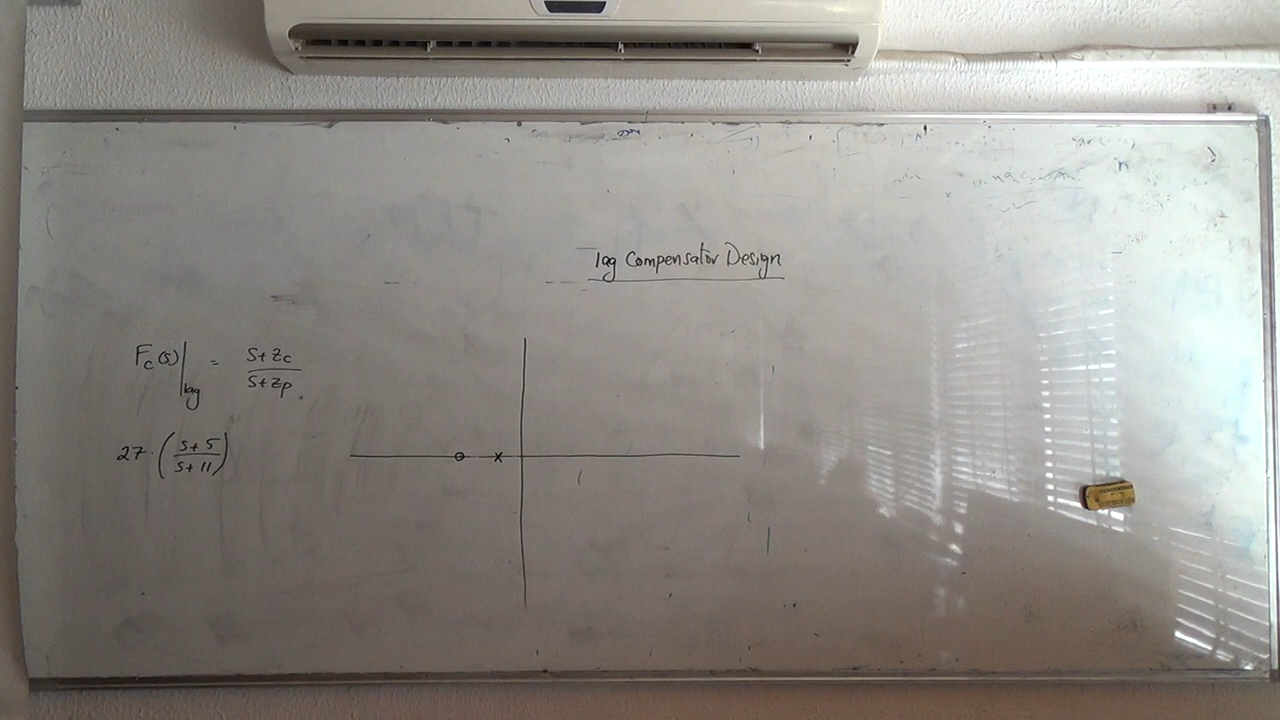 Lag Compensator Design
Fc(s)|lag = s+zc / s+zp
27·(s+5 / s+11)